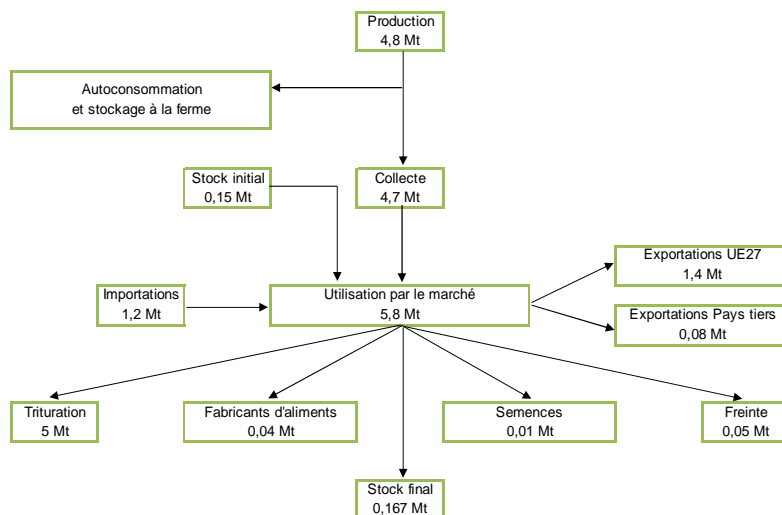 Production
4,8 Mt
Autoconsommation
et stockage à la ferme
Stock initial
0,15 Mt
Collecte
4,7 Mt
Exportations UE27
1,4 Mt
Importations
1,2 Mt
Utilisation par le marché
5,8 Mt
Exportations Pays tiers
0,08 Mt
Trituration
5 Mt
Fabricants d'aliments
0,04 Mt
Semences
0,01 Mt
Freinte
0,05 Mt
Stock final
0,167 Mt